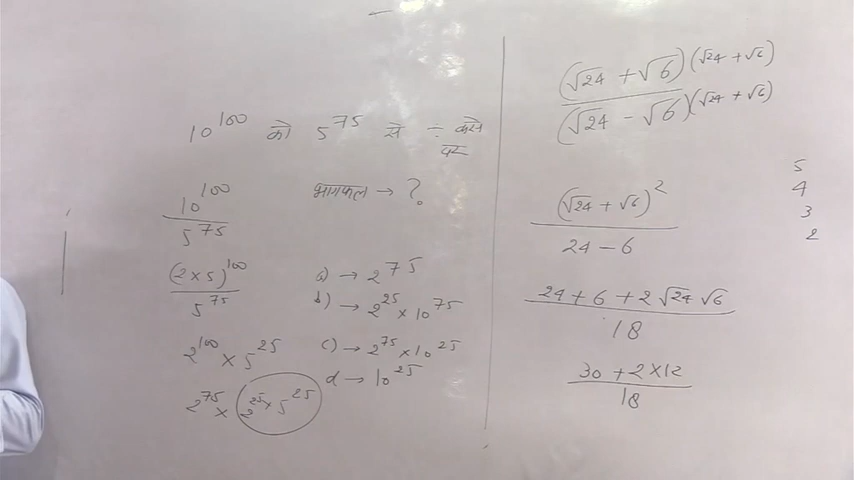 10^100 को 5^75 से ÷ करने
पर
भागफल → ?
10^100
5^75
(2×5)^100
5^75
2^100 × 5^25
2^75 × 2^25 × 5^25
a) → 2^75
b) → 2^25 × 10^75
c) → 2^75 × 10^25
d → 10^25
(√24 + √6)(√24 + √6)
(√24 - √6)(√24 + √6)
(√24 + √6)^2
24 - 6
24 + 6 + 2√24 √6
18
30 + 2×12
18
5
4
3
2